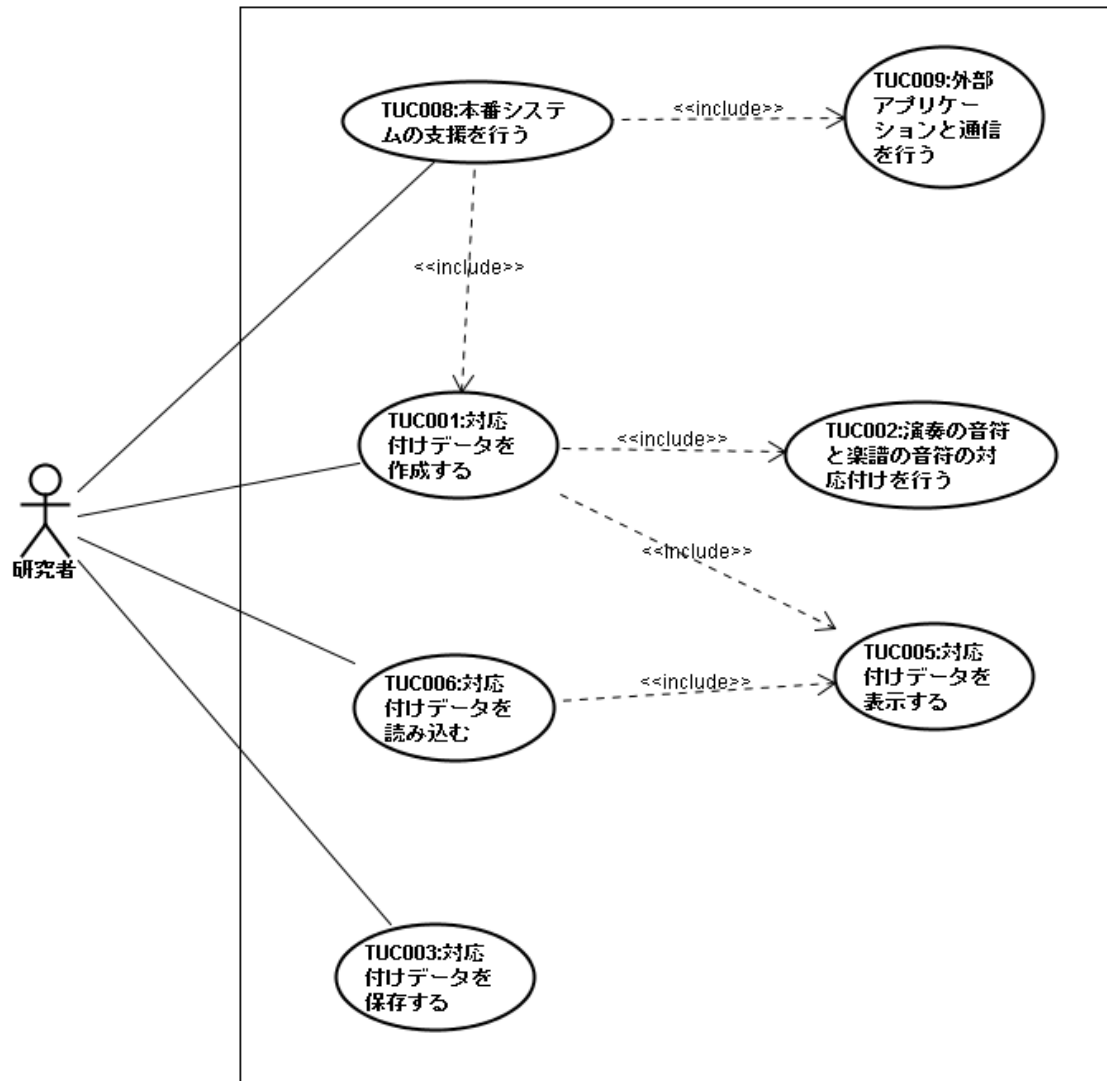 TUC008:本番システ
ムの支援を行う
<<include>>
TUC009:外部
アプリケー
ションと通信
を行う
<<include>>
TUC001:対応
付けデータを
作成する
<<include>>
TUC002:演奏の音符
と楽譜の音符の対
応付けを行う
研究者
<<include>>
TUC006:対応
付けデータを
読み込む
<<include>>
TUC005:対応
付けデータを
表示する
TUC003:対応
付けデータを
保存する